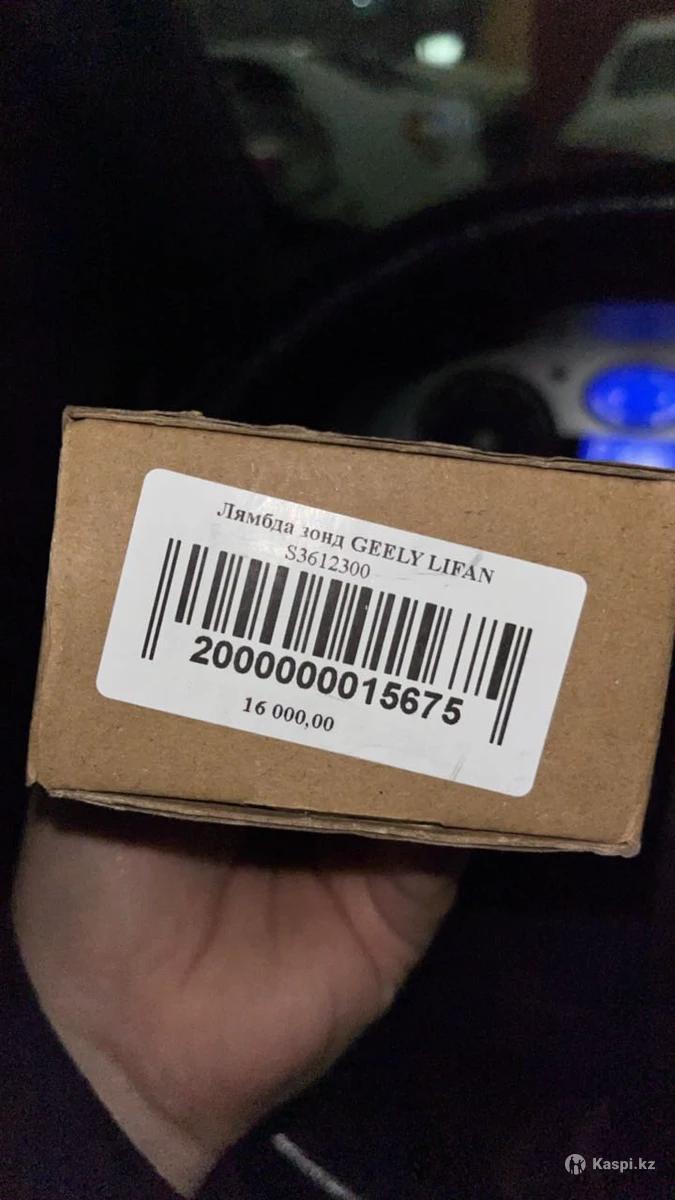 Лямбда зонд GEELY LIFAN
S3612300
2000000015675
16 000,00
Kaspi.kz